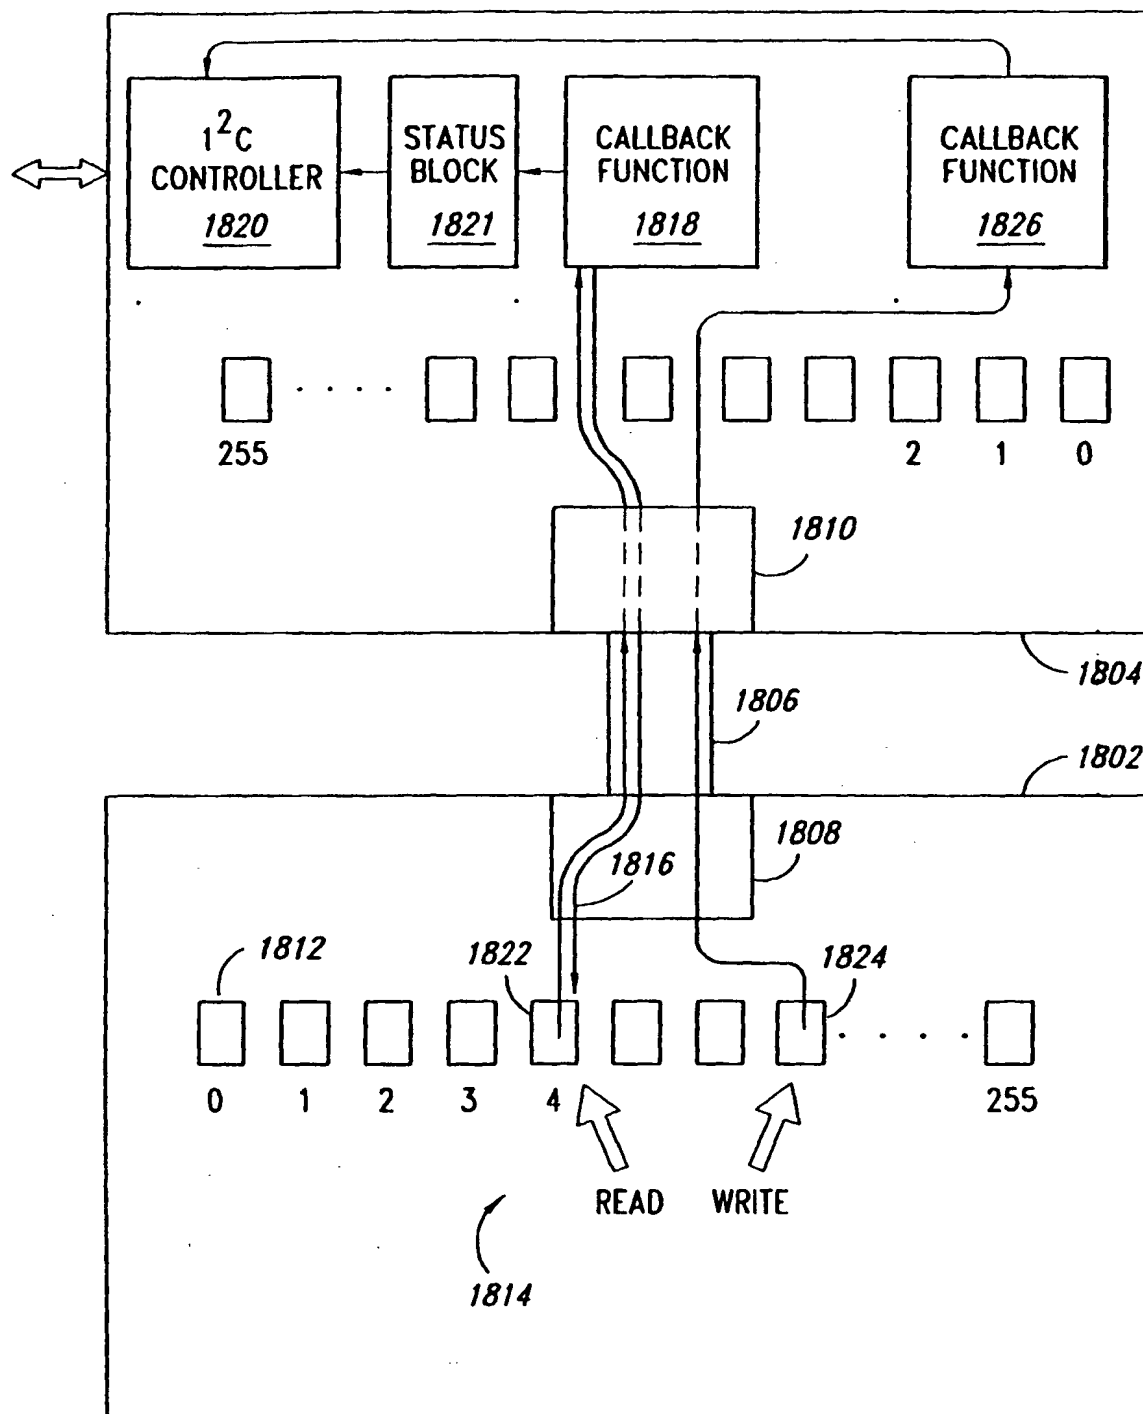 I²C
CONTROLLER
1820
STATUS
BLOCK
1821
CALLBACK
FUNCTION
1818
CALLBACK
FUNCTION
1826
255 2 1 0
1810
1804
1806
1802
1808
1816
1812 1822 1824
0 1 2 3 4 255
READ WRITE
1814